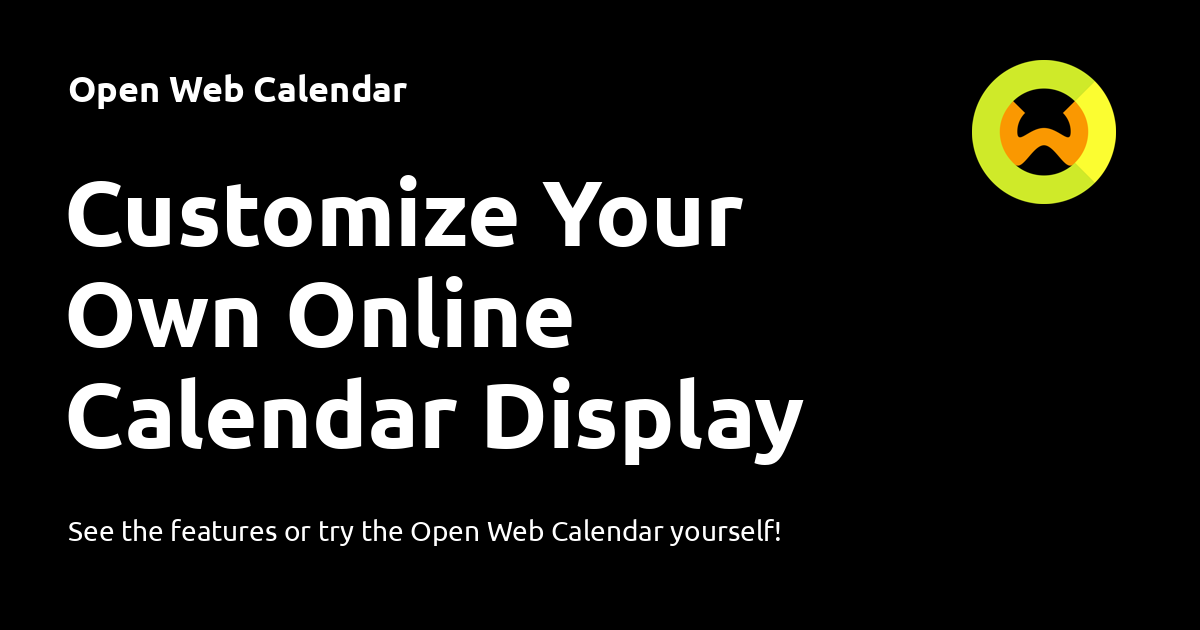 Open Web Calendar
Customize Your
Own Online
Calendar Display
See the features or try the Open Web Calendar yourself!